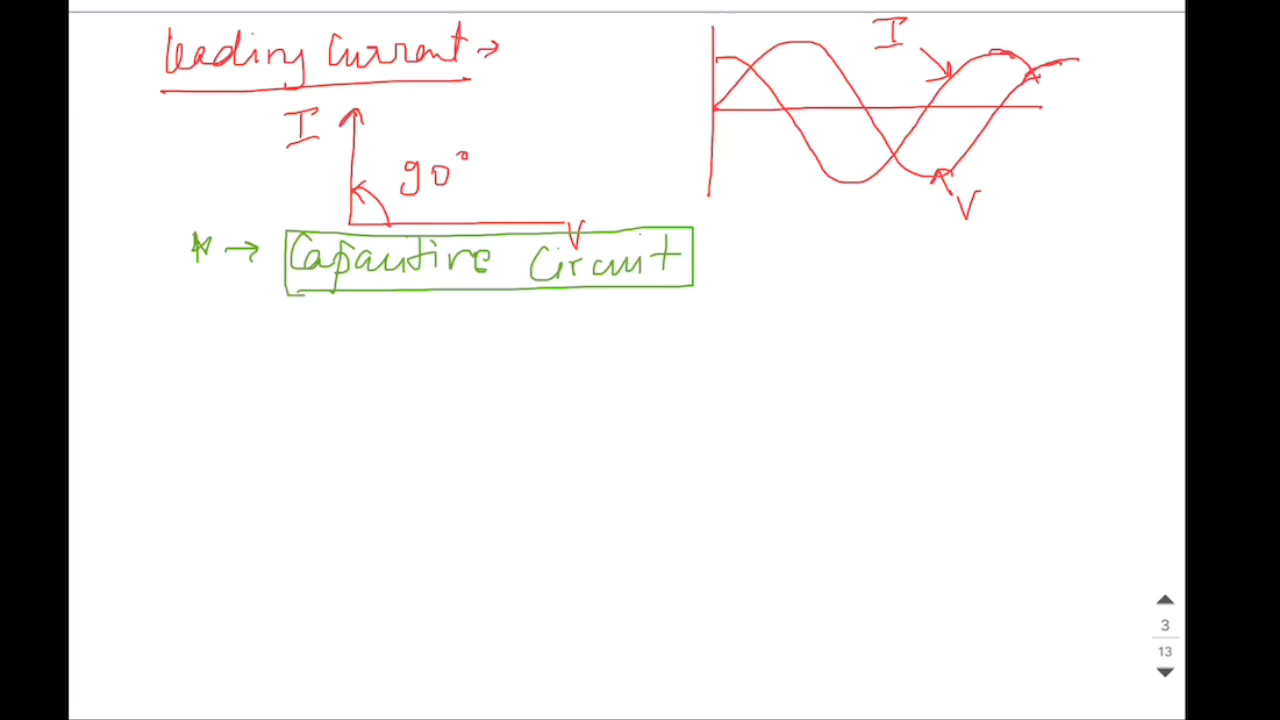 leading Current →
I
I
90°
V
V
* → Capacitive Circuit
3
13